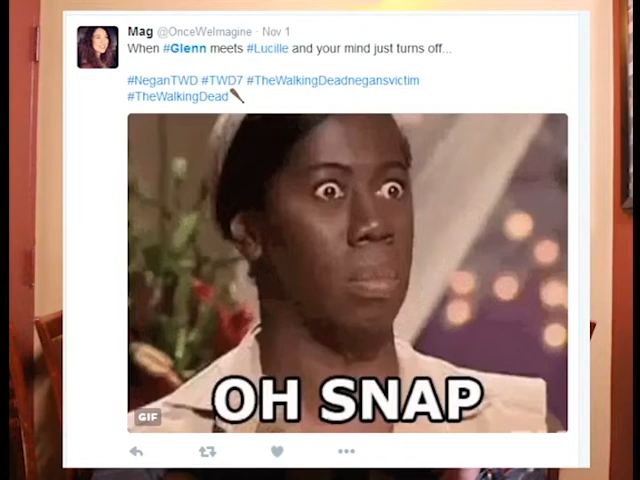 Mag @OnceWeImagine · Nov 1
When #Glenn meets #Lucille and your mind just turns off...
#NeganTWD #TWD7 #TheWalkingDeadnegansvictim
#TheWalkingDead
OH SNAP
GIF